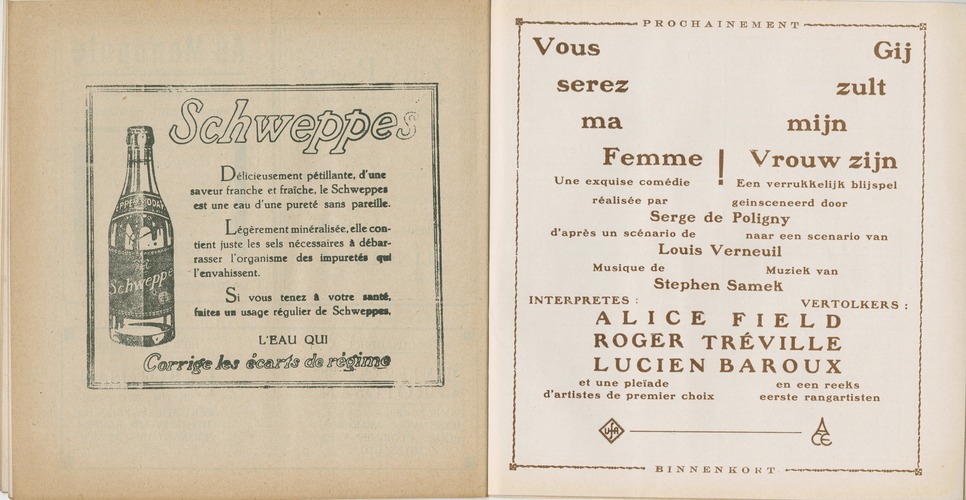 Schweppes
Délicieusement pétillante, d'une
saveur franche et fraîche, le Schweppes
est une eau d'une pureté sans pareille.
Légèrement minéralisée, elle con-
tient juste les sels nécessaires à débar-
rasser l'organisme des impuretés qui
l'envahissent.
Si vous tenez à votre santé,
faites un usage régulier de Schweppes,
L'EAU QUI
Corrige les écarts de régime
Schweppe
PROCHAINEMENT
Vous Gij
serez zult
ma mijn
Femme ! Vrouw zijn
Une exquise comédie Een verrukkelijk blijspel
réalisée par geinsceneerd door
Serge de Poligny
d'après un scénario de naar een scenario van
Louis Verneuil
Musique de Muziek van
Stephen Samek
INTERPRETES : VERTOLKERS :
ALICE FIELD
ROGER TRÉVILLE
LUCIEN BAROUX
et une pleïade en een reeks
d'artistes de premier choix eerste rangartisten
UFA ACE
BINNENKORT